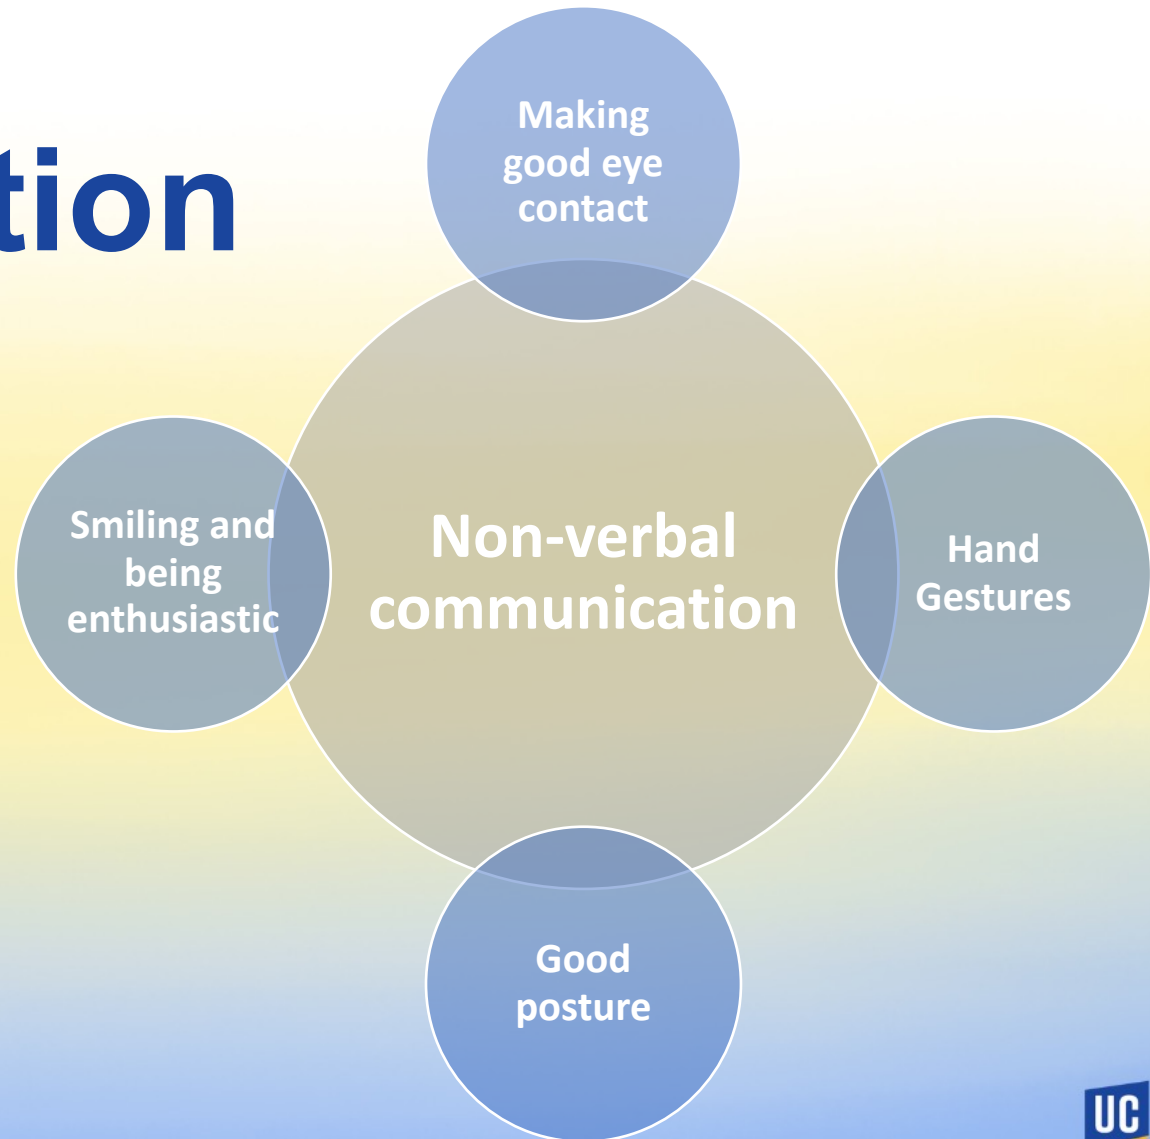 tion
Making
good eye
contact
Smiling and
being
enthusiastic
Non-verbal
communication
Hand
Gestures
Good
posture
UC